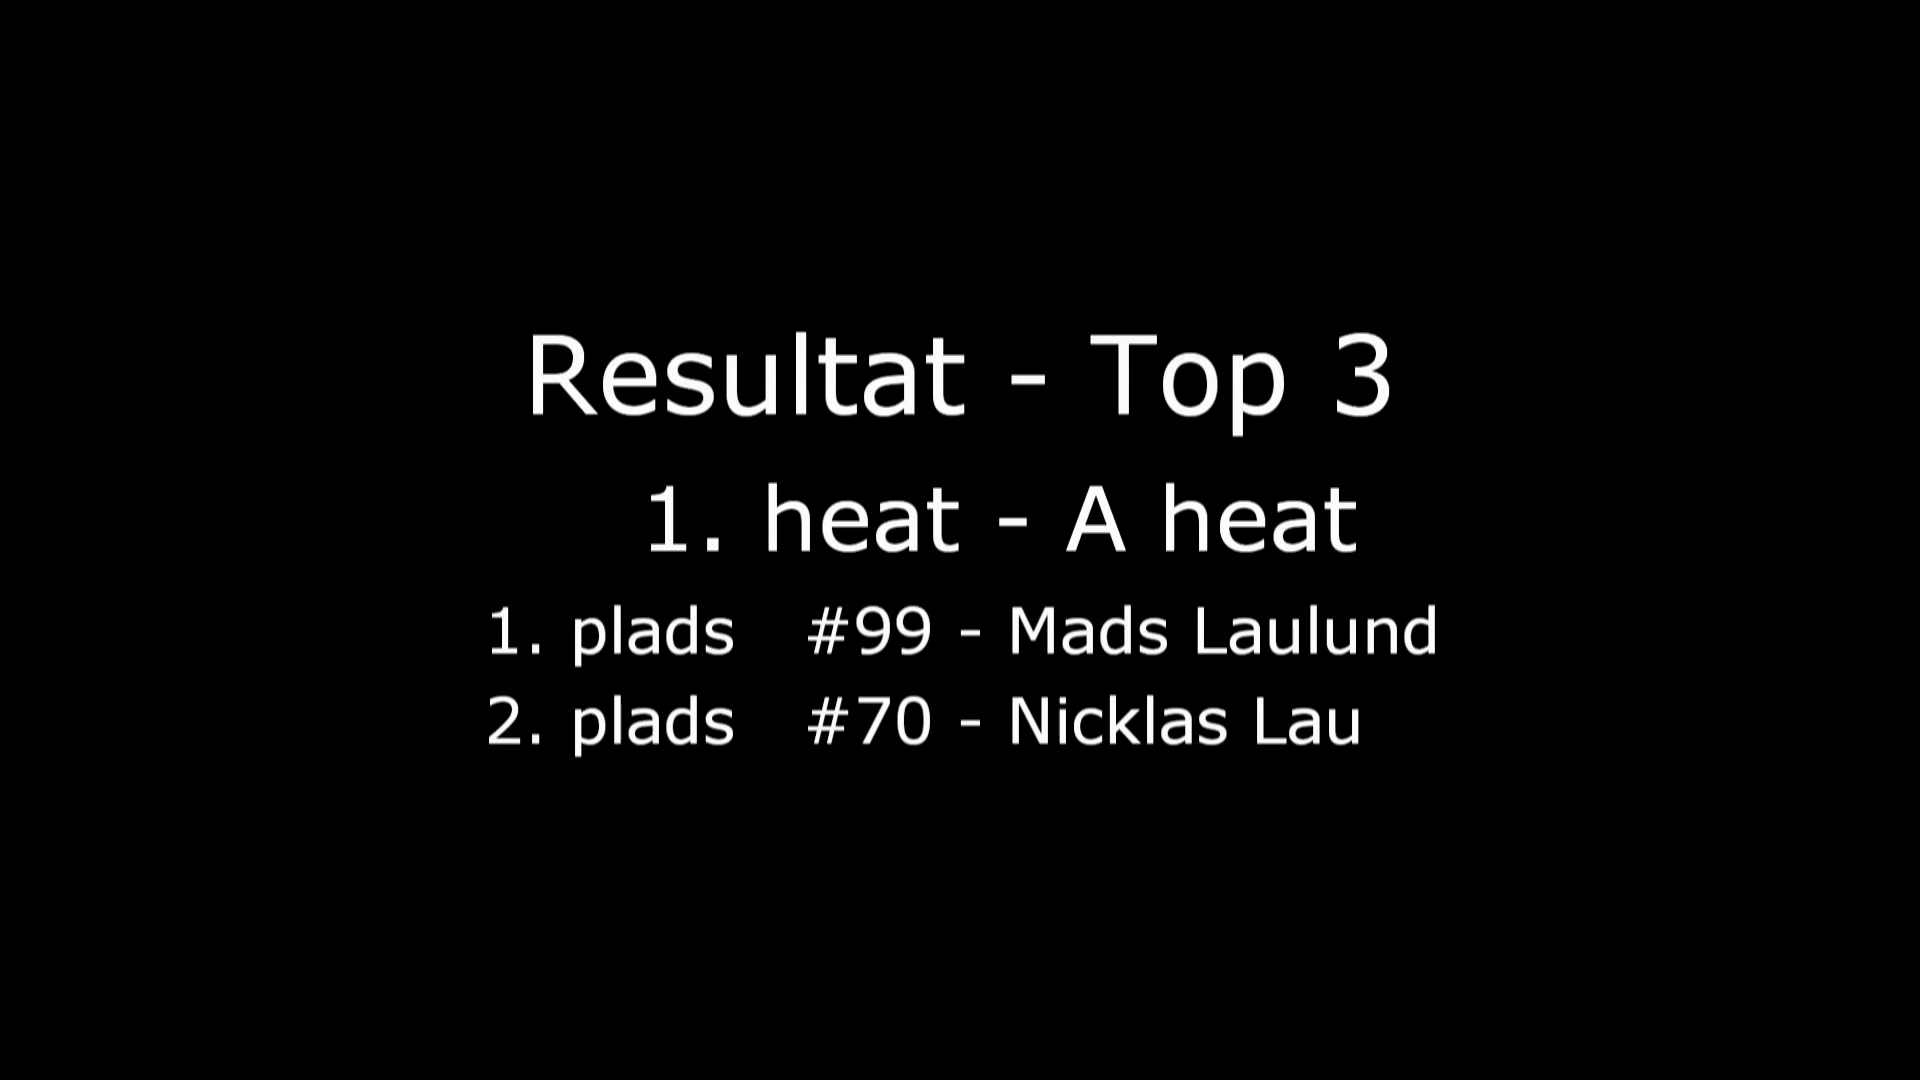 Resultat - Top 3
1. heat - A heat
1. plads #99 - Mads Laulund
2. plads #70 - Nicklas Lau